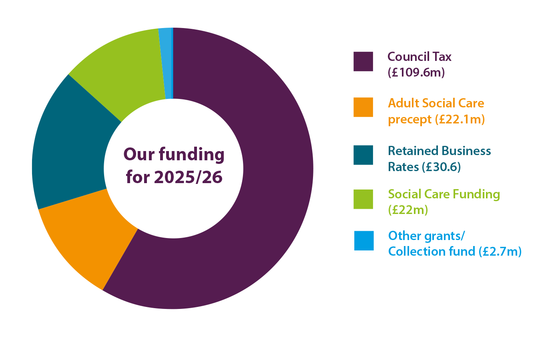 Our funding
for 2025/26
Council Tax
(£109.6m)
Adult Social Care
precept (£22.1m)
Retained Business
Rates (£30.6)
Social Care Funding
(£22m)
Other grants/
Collection fund (£2.7m)